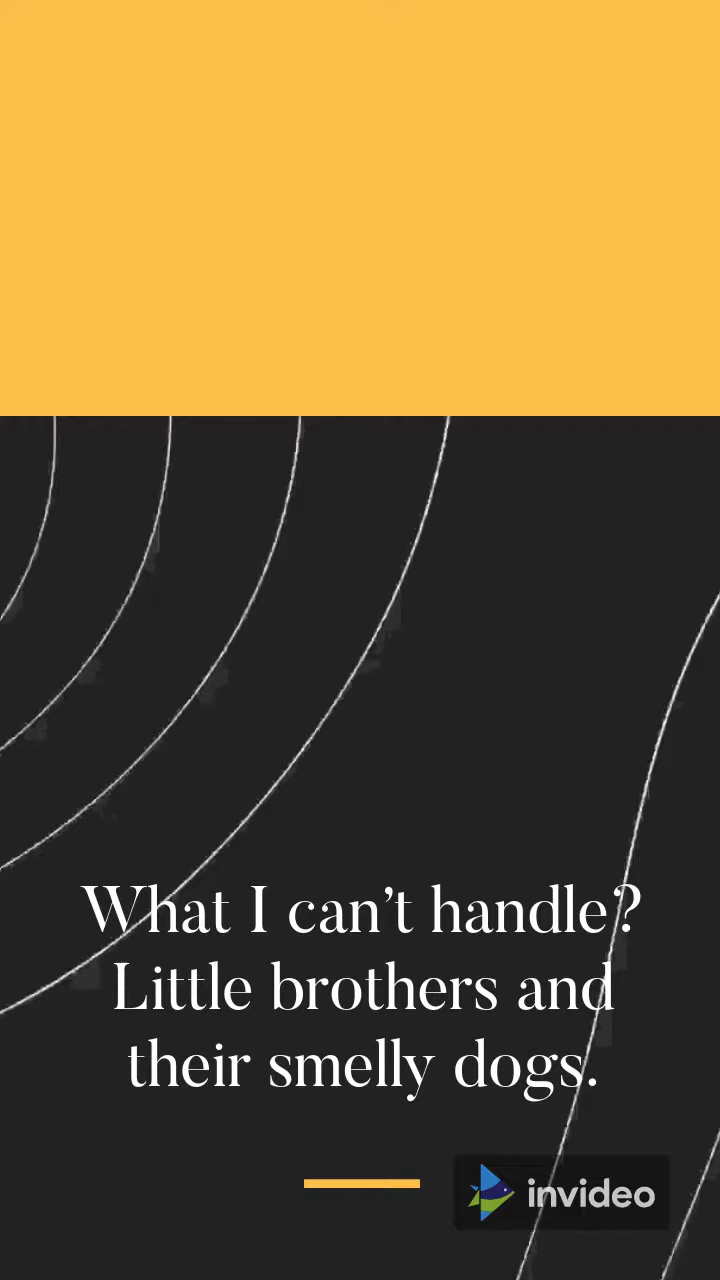 What I can’t handle?
Little brothers and
their smelly dogs.
invideo